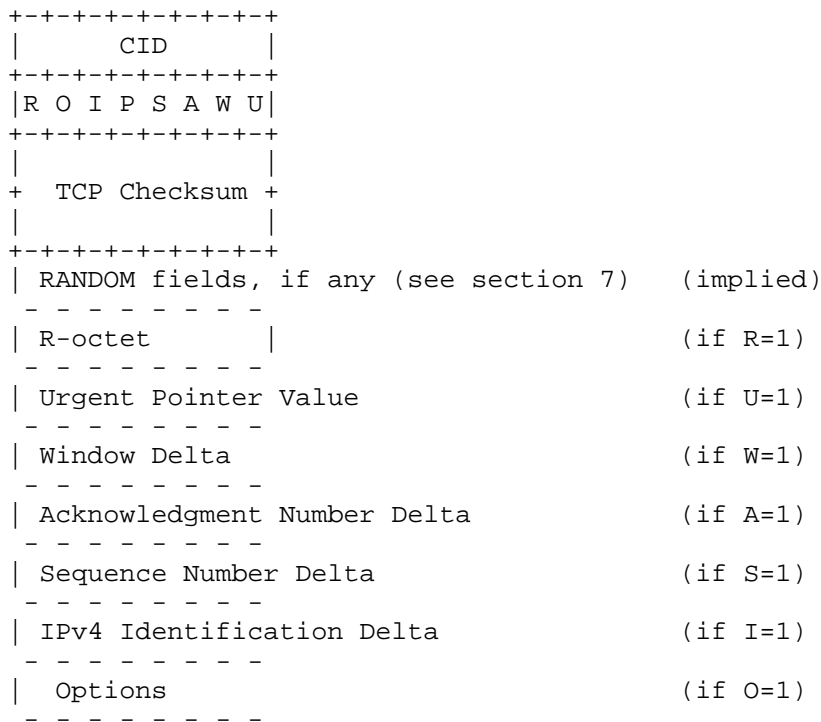 +-+-+-+-+-+-+-+-+
|      CID      |
+-+-+-+-+-+-+-+-+
|R O I P S A W U|
+-+-+-+-+-+-+-+-+
|               |
+  TCP Checksum +
|               |
+-+-+-+-+-+-+-+-+
| RANDOM fields, if any (see section 7)   (implied)
 - - - - - - - -
| R-octet       |                         (if R=1)
 - - - - - - - -
| Urgent Pointer Value                    (if U=1)
 - - - - - - - -
| Window Delta                            (if W=1)
 - - - - - - - -
| Acknowledgment Number Delta             (if A=1)
 - - - - - - - -
| Sequence Number Delta                   (if S=1)
 - - - - - - - -
| IPv4 Identification Delta               (if I=1)
 - - - - - - - -
|  Options                                (if O=1)
 - - - - - - - -